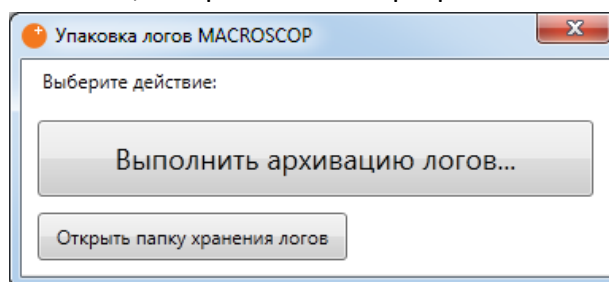 Упаковка логов MACROSCOP
Выберите действие:
Выполнить архивацию логов...
Открыть папку хранения логов